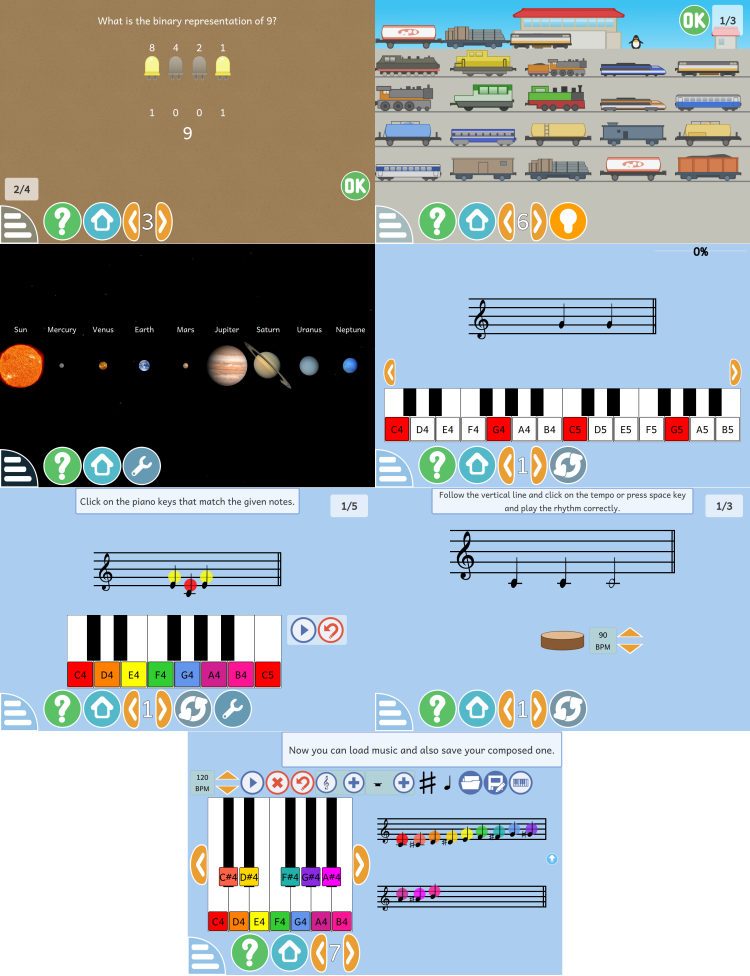 What is the binary representation of 9?
8 4 2 1
1 0 0 1
9
2/4
OK
?
3
OK
1/3
?
6
Sun Mercury Venus Earth Mars Jupiter Saturn Uranus Neptune
?
0%
C4 D4 E4 F4 G4 A4 B4 C5 D5 E5 F5 G5 A5 B5
?
1
Click on the piano keys that match the given notes.
1/5
C4 D4 E4 F4 G4 A4 B4 C5
?
1
Follow the vertical line and click on the tempo or press space key
and play the rhythm correctly.
1/3
90
BPM
?
1
Now you can load music and also save your composed one.
120
BPM
C#4 D#4 F#4 G#4 A#4
C4 D4 E4 F4 G4 A4 B4
?
7